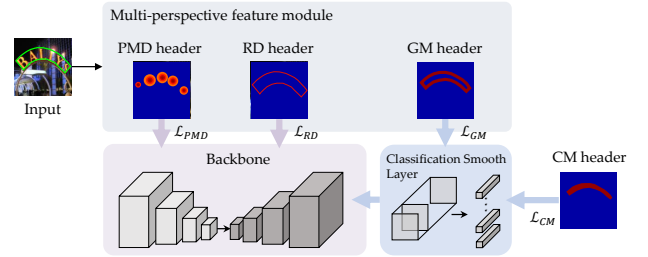 Multi-perspective feature module
PMD header
RD header
GM header
BALLYS
Input
ℒ_PMD
ℒ_RD
ℒ_GM
Backbone
Classification Smooth
Layer
CM header
ℒ_CM